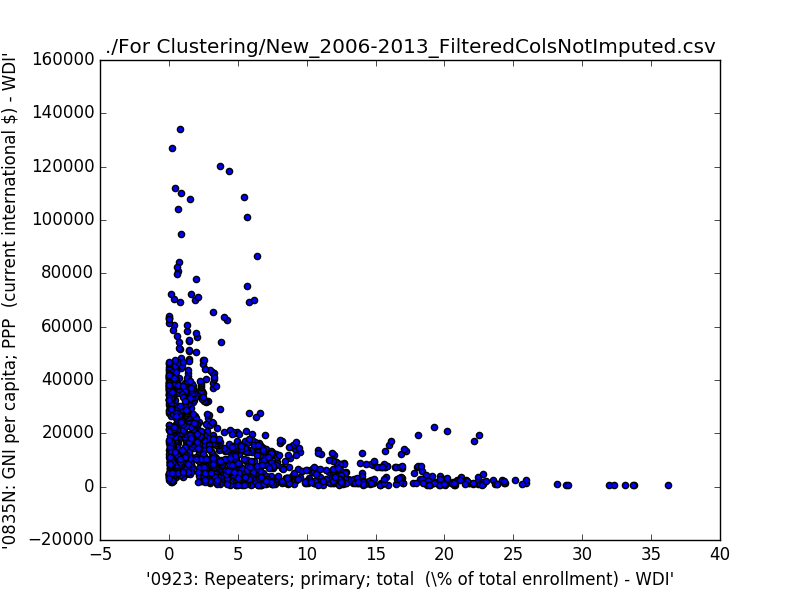 ./For Clustering/New_2006-2013_FilteredColsNotImputed.csv
'0835N: GNI per capita; PPP  (current international $) - WDI'
160000
140000
120000
100000
80000
60000
40000
20000
0
−20000
−5 0 5 10 15 20 25 30 35 40
'0923: Repeaters; primary; total  (\% of total enrollment) - WDI'